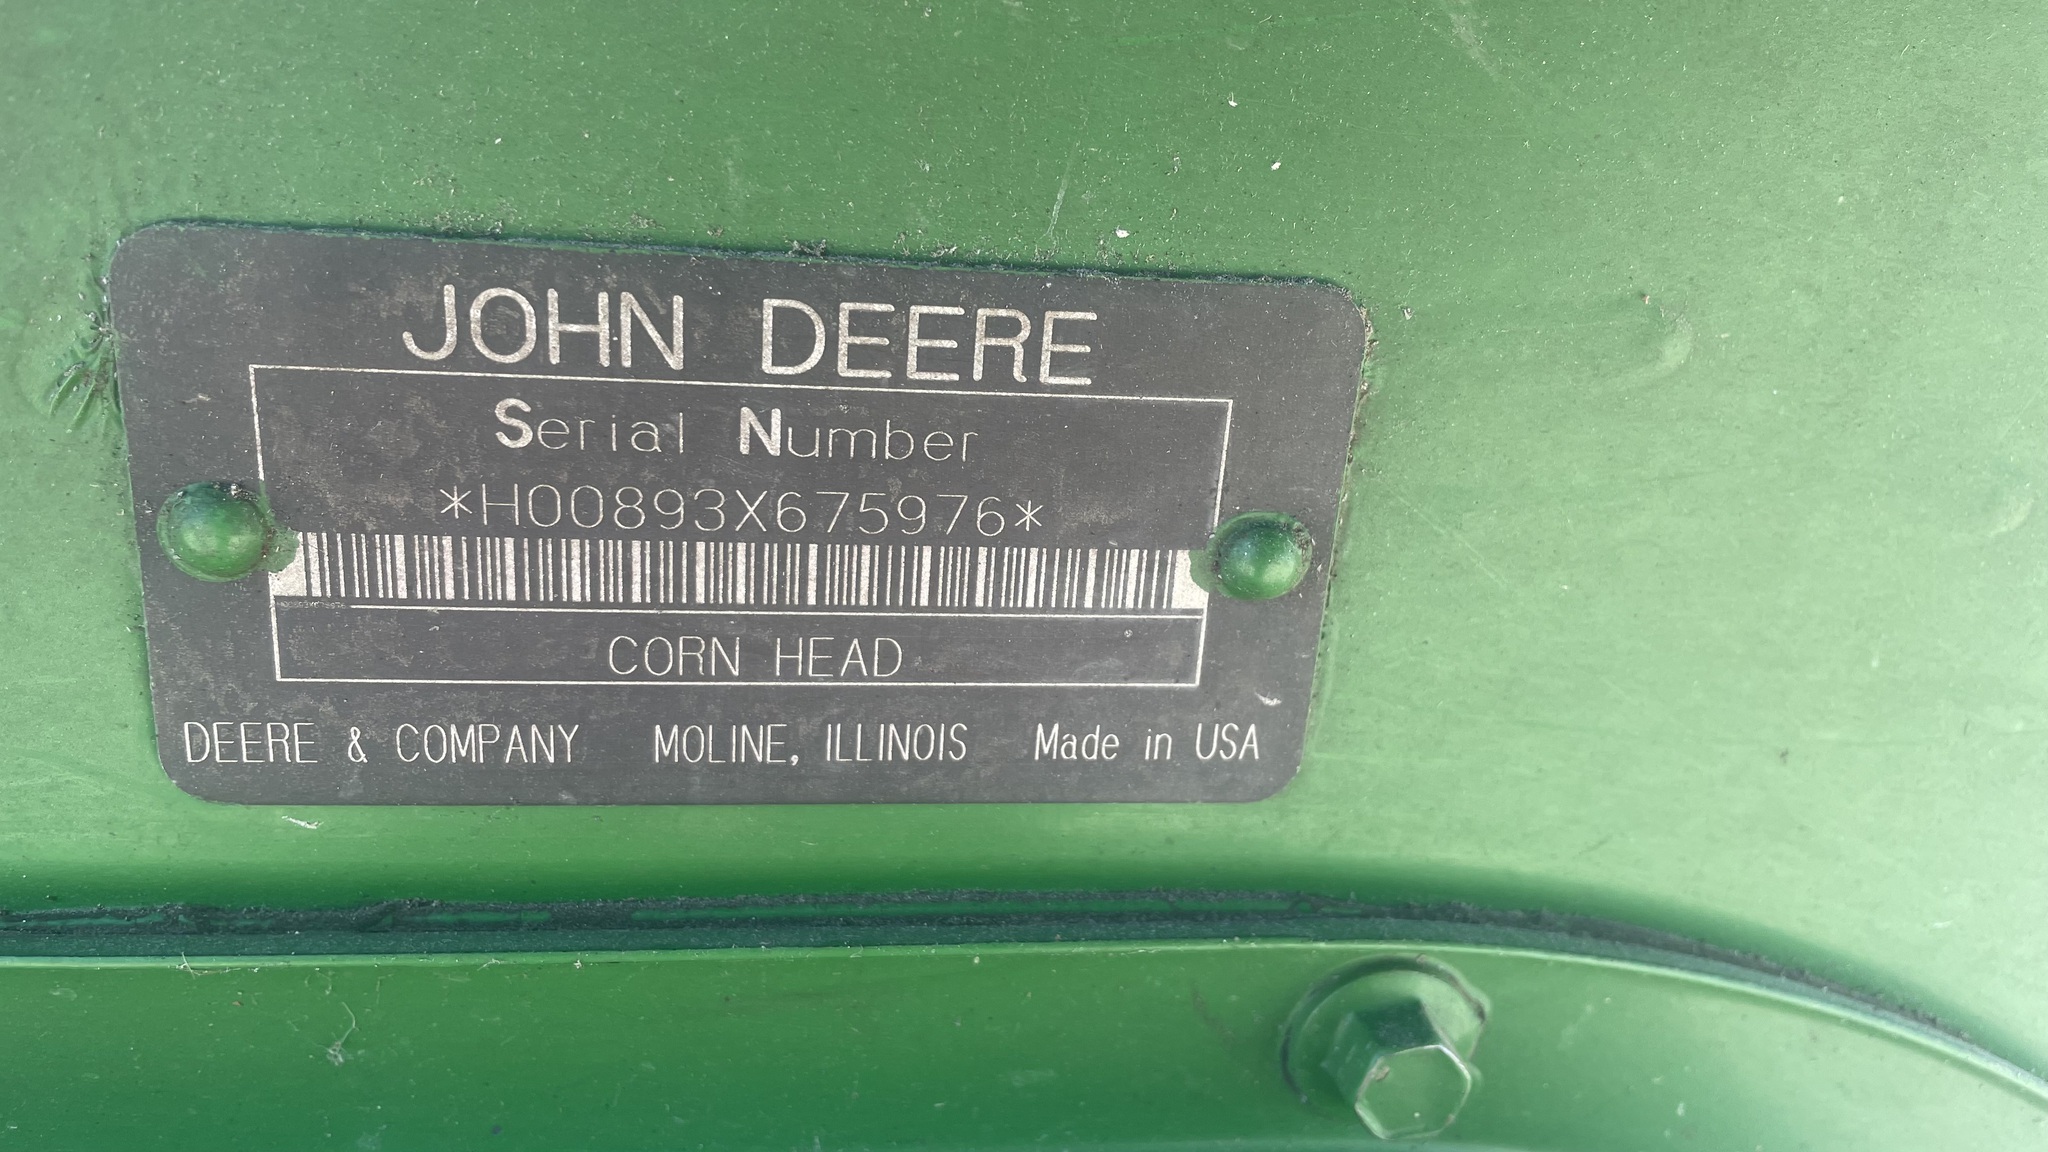 JOHN DEERE
Serial Number
*H00893X675976*
CORN HEAD
DEERE & COMPANY MOLINE, ILLINOIS Made in USA